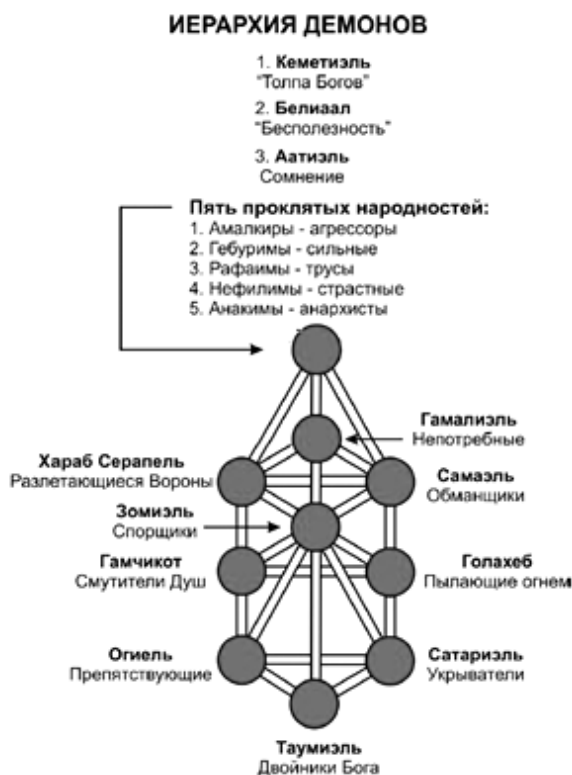 ИЕРАРХИЯ ДЕМОНОВ
1. Кеметиэль
"Толпа Богов"
2. Белиаал
"Бесполезность"
3. Аатиэль
Сомнение
Пять проклятых народностей:
1. Амалкиры - агрессоры
2. Гебуримы - сильные
3. Рафаимы - трусы
4. Нефилимы - страстные
5. Анакимы - анархисты
Гамалиэль
Непотребные
Хараб Серапель
Разлетающиеся Вороны
Самаэль
Обманщики
Зомиэль
Спорщики
Гамчикот
Смутители Душ
Голахеб
Пылающие огнем
Огиель
Препятствующие
Сатариэль
Укрыватели
Таумиэль
Двойники Бога